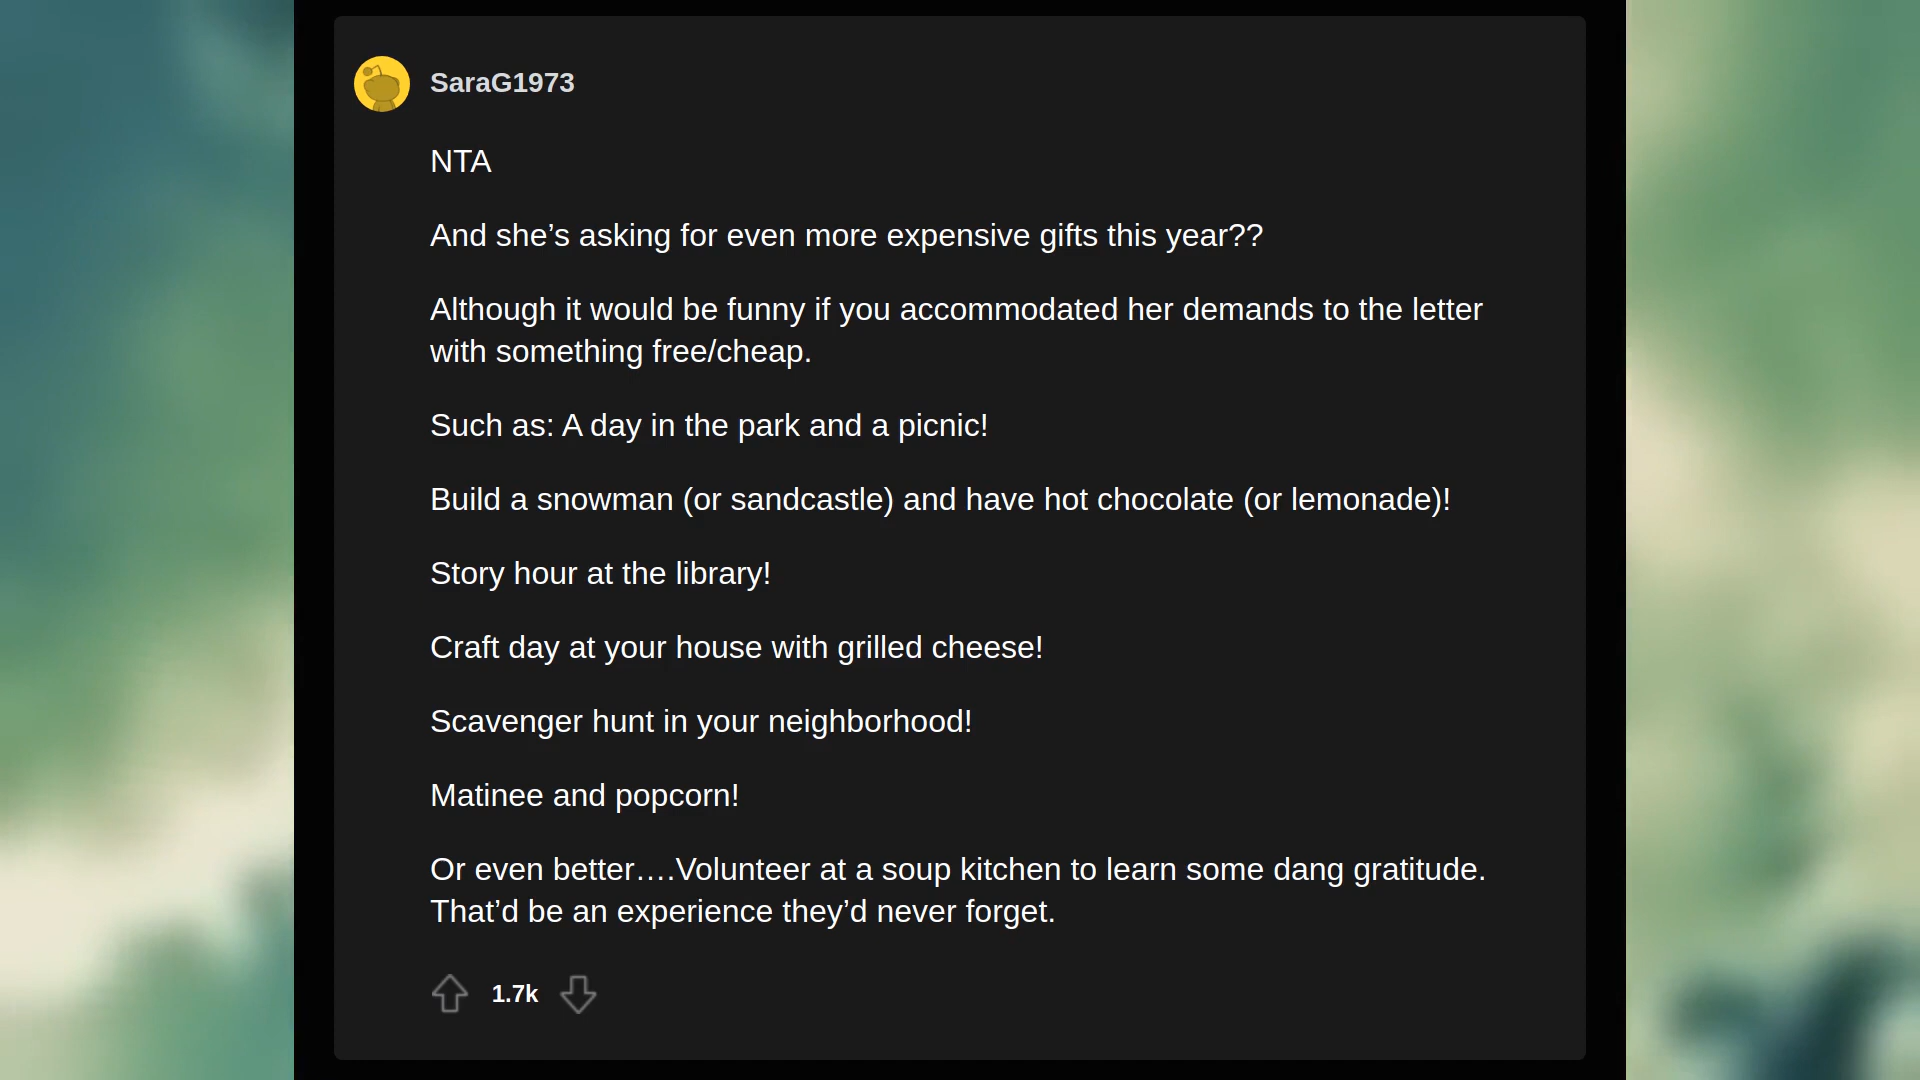 SaraG1973
NTA
And she’s asking for even more expensive gifts this year??
Although it would be funny if you accommodated her demands to the letter
with something free/cheap.
Such as: A day in the park and a picnic!
Build a snowman (or sandcastle) and have hot chocolate (or lemonade)!
Story hour at the library!
Craft day at your house with grilled cheese!
Scavenger hunt in your neighborhood!
Matinee and popcorn!
Or even better….Volunteer at a soup kitchen to learn some dang gratitude.
That’d be an experience they’d never forget.
1.7k